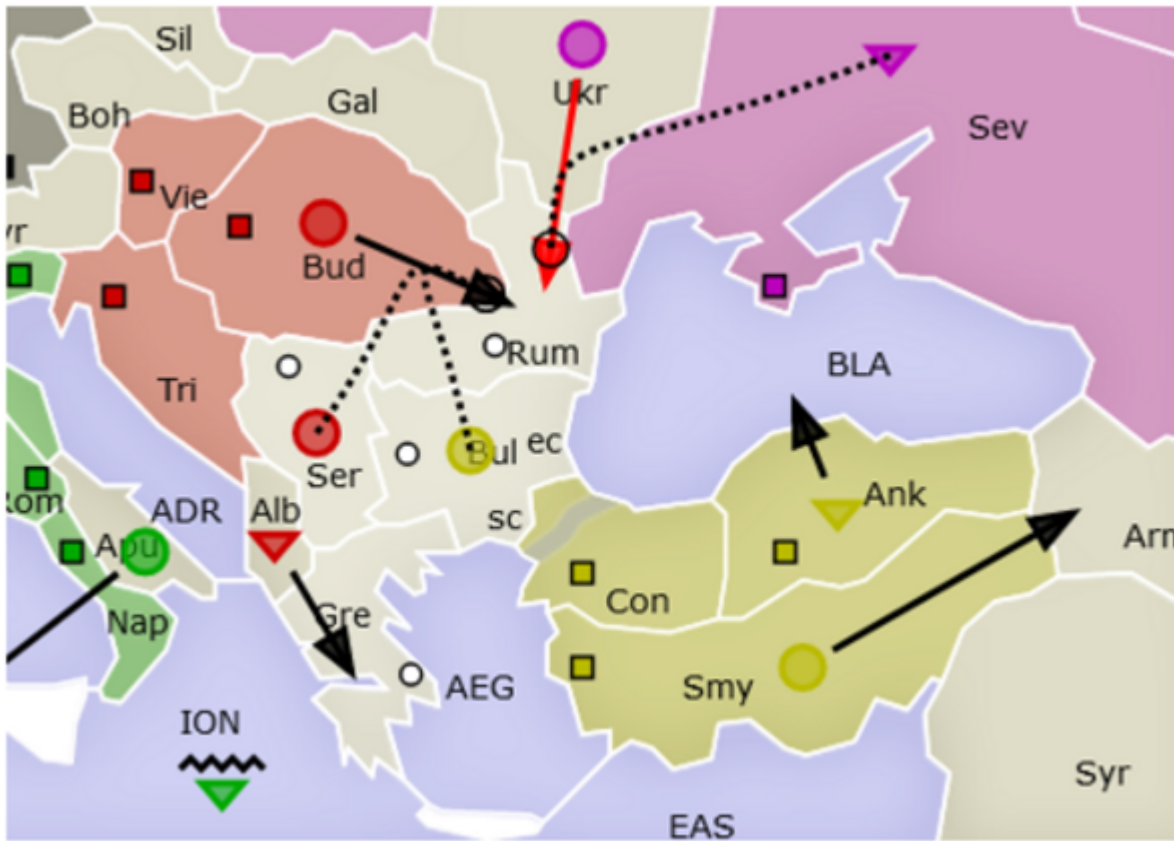 Sil
Ukr
Gal
Boh
Sev
Vie
yr
Bud
Rum
BLA
Tri
Bul
ec
Ser
Ank
Rom
ADR
Alb
sc
Apu
Arm
Con
Gre
Nap
AEG
Smy
ION
Syr
EAS